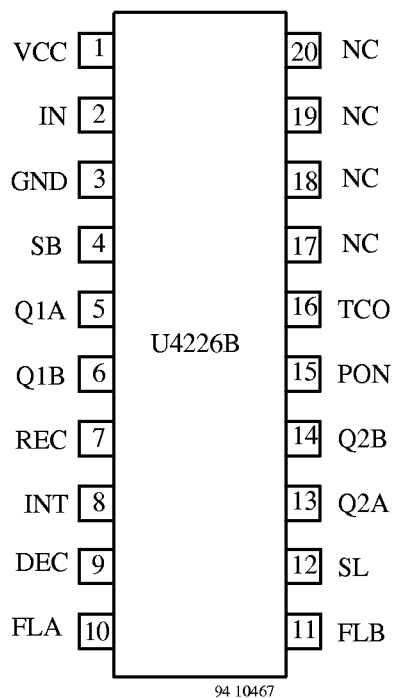 VCC 1 20 NC
IN 2 19 NC
GND 3 18 NC
SB 4 17 NC
Q1A 5 16 TCO
U4226B
Q1B 6 15 PON
REC 7 14 Q2B
INT 8 13 Q2A
DEC 9 12 SL
FLA 10 11 FLB
94 10467